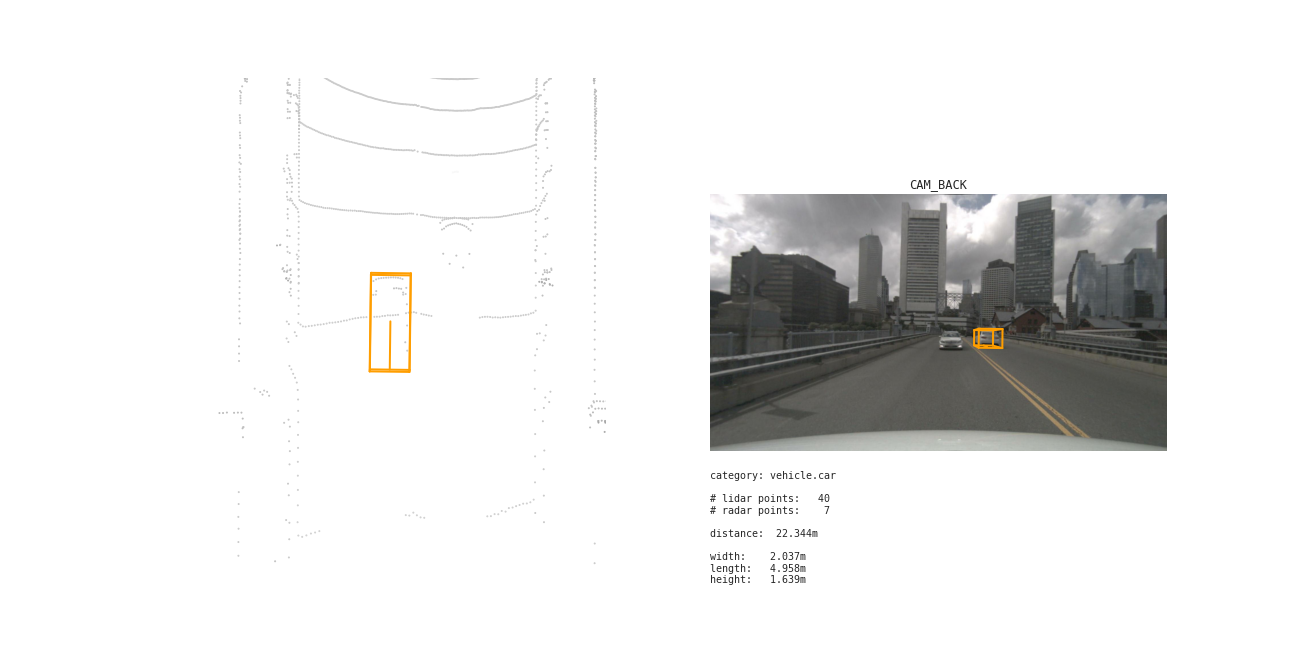 CAM_BACK
category: vehicle.car
# lidar points:   40
# radar points:    7
distance:  22.344m
width:    2.037m
length:   4.958m
height:   1.639m